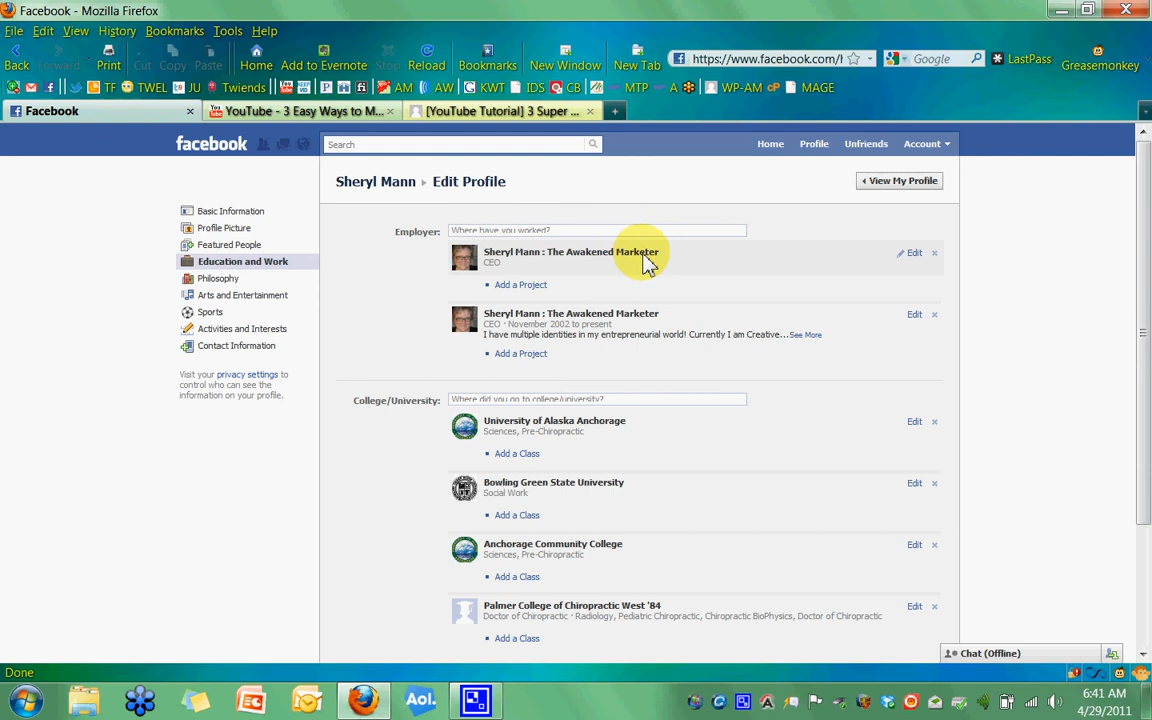 Facebook - Mozilla Firefox
File Edit View History Bookmarks Tools Help
Back Forward Print Cut Copy Paste Home Add to Evernote Stop Reload Bookmarks New Window New Tab https://www.facebook.com/ Google LastPass Greasemonkey
TF TWEL JU Twiends AM AW KWT IDS CB MTP A WP-AM MAGE
Facebook YouTube - 3 Easy Ways to M... [YouTube Tutorial] 3 Super ...
facebook Search Home Profile Unfriends Account
Sheryl Mann Edit Profile View My Profile
Basic Information
Profile Picture
Featured People
Education and Work
Philosophy
Arts and Entertainment
Sports
Activities and Interests
Contact Information
Visit your privacy settings to
control who can see the
information on your profile.
Employer: Where have you worked?
Sheryl Mann : The Awakened Marketer Edit
CEO
Add a Project
Sheryl Mann : The Awakened Marketer Edit
CEO · November 2002 to present
I have multiple identities in my entrepreneurial world! Currently I am Creative...See More
Add a Project
College/University: Where did you go to college/university?
University of Alaska Anchorage Edit
Sciences, Pre-Chiropractic
Add a Class
Bowling Green State University Edit
Social Work
Add a Class
Anchorage Community College Edit
Sciences, Pre-Chiropractic
Add a Class
Palmer College of Chiropractic West '84 Edit
Doctor of Chiropractic · Radiology, Pediatric Chiropractic, Chiropractic BioPhysics, Doctor of Chiropractic
Add a Class
Chat (Offline)
Done
Aol.
6:41 AM
4/29/2011